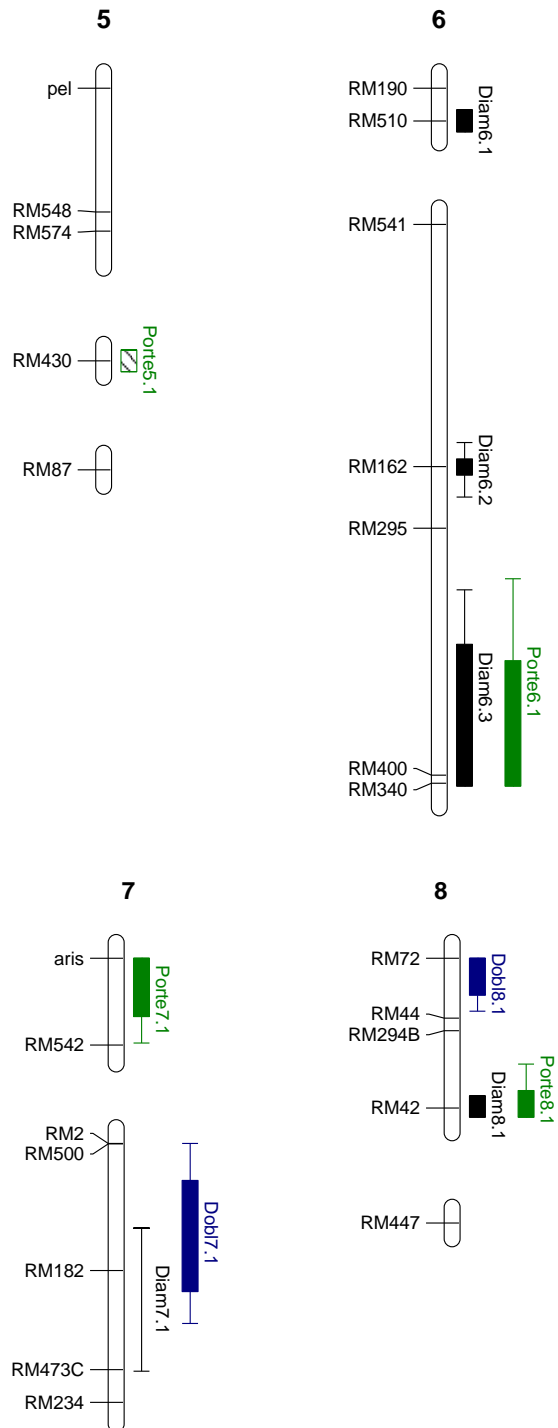 5
pel
RM548
RM574
RM430
Porte5.1
RM87
6
RM190
RM510
Diam6.1
RM541
RM162
Diam6.2
RM295
Diam6.3
Porte6.1
RM400
RM340
7
aris
Porte7.1
RM542
RM2
RM500
Dobl7.1
RM182
Diam7.1
RM473C
RM234
8
RM72
Dobl8.1
RM44
RM294B
Porte8.1
Diam8.1
RM42
RM447